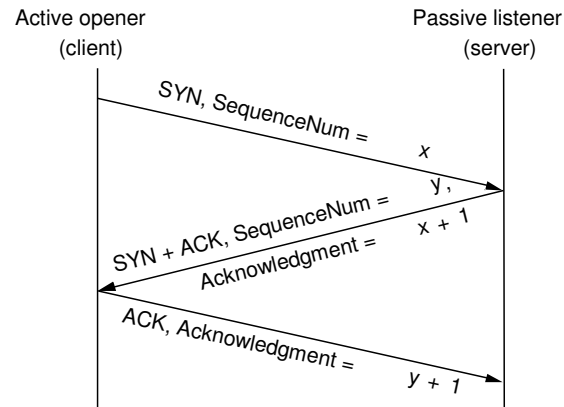 Active opener
(client)
Passive listener
(server)
SYN, SequenceNum = x
SYN + ACK, SequenceNum = y,
Acknowledgment = x + 1
ACK, Acknowledgment = y + 1